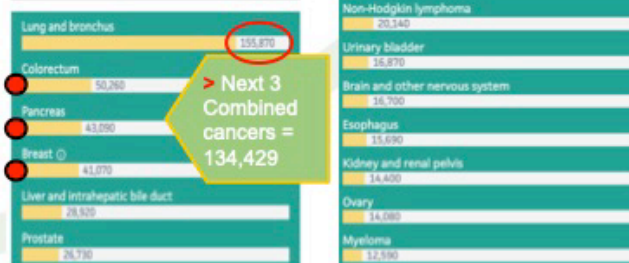 Lung and bronchus
155,870
Colorectum
50,260
Pancreas
43,090
Breast ⓘ
41,070
Liver and intrahepatic bile duct
28,920
Prostate
26,730
> Next 3
Combined
cancers =
134,429
Non-Hodgkin lymphoma
20,140
Urinary bladder
16,870
Brain and other nervous system
16,700
Esophagus
15,690
Kidney and renal pelvis
14,400
Ovary
14,080
Myeloma
12,590